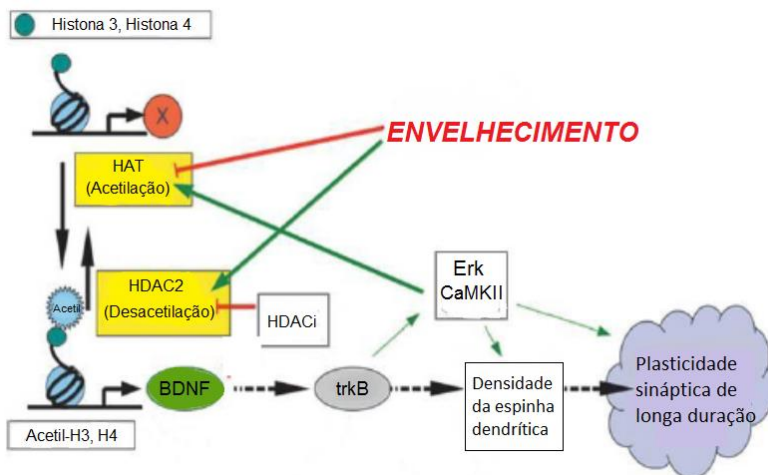 Histona 3, Histona 4
X
ENVELHECIMENTO
HAT
(Acetilação)
HDAC2
(Desacetilação)
HDACi
Erk
CaMKII
Acetil
BDNF
trkB
Densidade
da espinha
dendrítica
Plasticidade
sináptica de
longa duração
Acetil-H3, H4